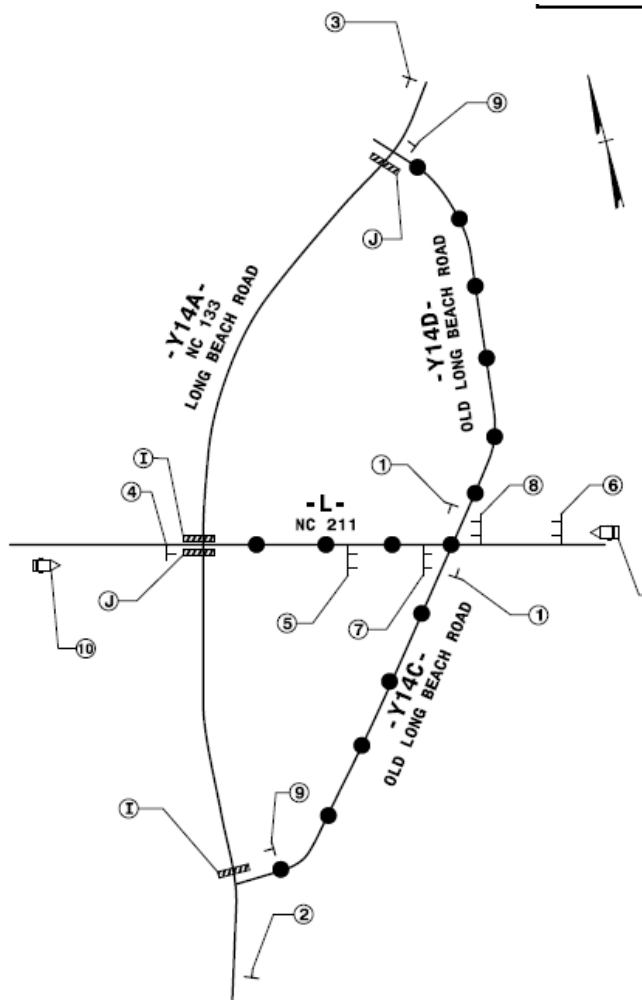 3
9
J
-Y14A-
NC 133
LONG BEACH ROAD
-Y14D-
OLD LONG BEACH ROAD
I
4
1
8
6
-L-
NC 211
J
10
5
7
1
-Y14C-
OLD LONG BEACH ROAD
I
9
2